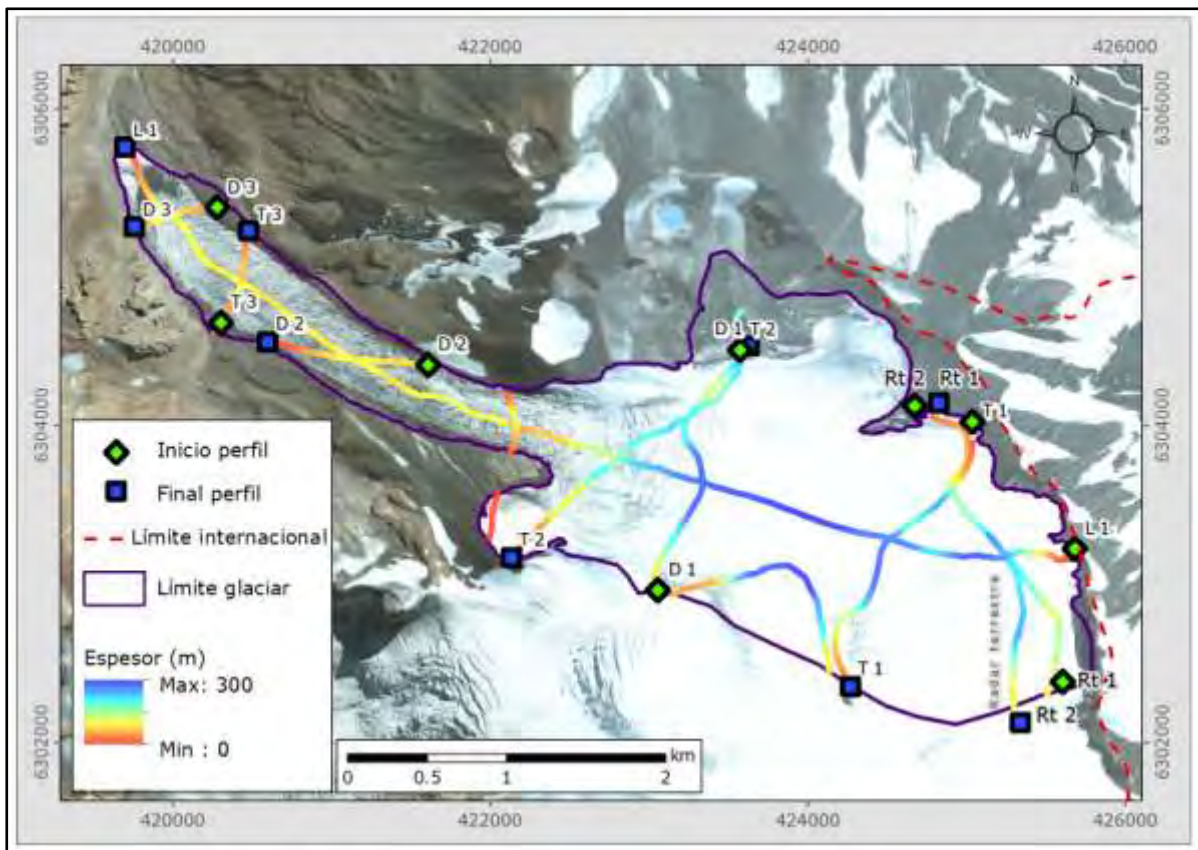 420000 422000 424000 426000
6306000 6306000
N
W E
L 1
D 3
D 3 T 3
T 3
D 2
D 2
D 1 T 2
Rt 2 Rt 1
T 1
6304000 6304000
Inicio perfil
Final perfil
Límite internacional
Límite glaciar
Espesor (m)
Max: 300
Min : 0
T 2
L 1
D 1
Radar terrestre
T 1
Rt 1
Rt 2
6302000 6302000
km
0 0.5 1 2
420000 422000 424000 426000